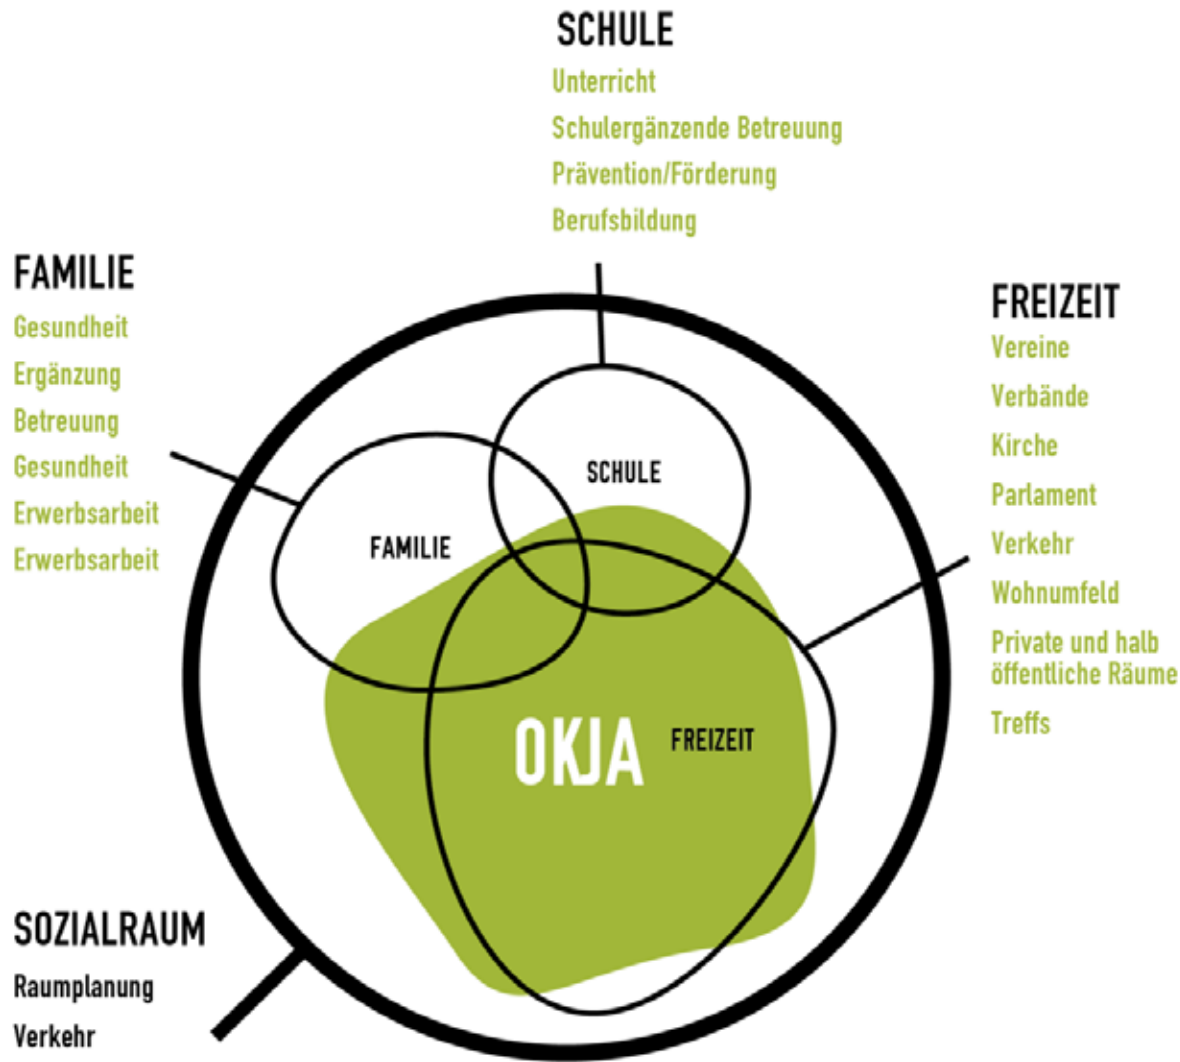 SCHULE
Unterricht
Schulergänzende Betreuung
Prävention/Förderung
Berufsbildung
FAMILIE
Gesundheit
Ergänzung
Betreuung
Gesundheit
Erwerbsarbeit
Erwerbsarbeit
FREIZEIT
Vereine
Verbände
Kirche
Parlament
Verkehr
Wohnumfeld
Private und halb
öffentliche Räume
Treffs
SCHULE
FAMILIE
OKJA
FREIZEIT
SOZIALRAUM
Raumplanung
Verkehr